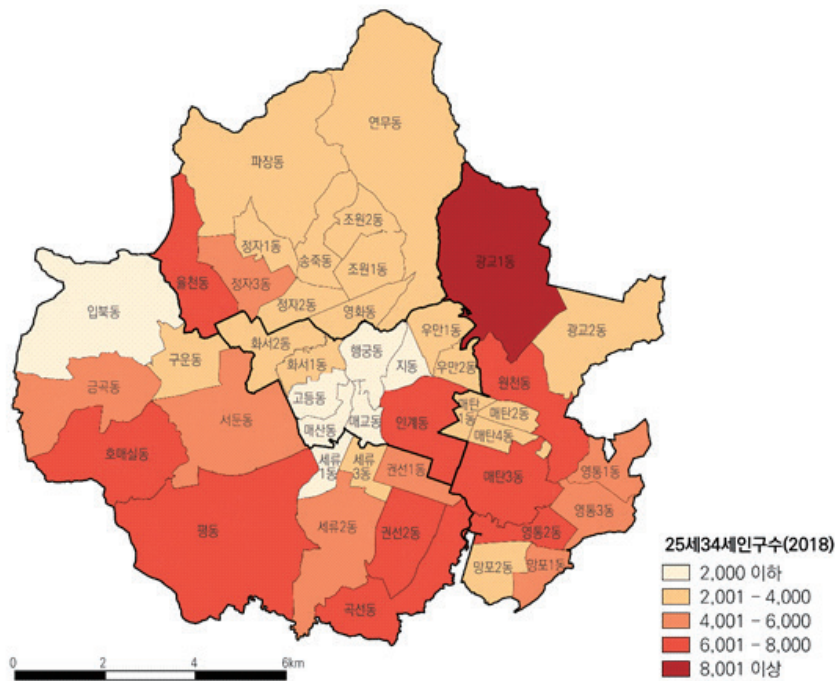 연무동
파장동
조원2동
정자1동
송죽동
조원1동
광교1동
율천동
정자3동
정자2동
영화동
입북동
광교2동
우만1동
화서2동
행궁동
구운동
화서1동
지동
우만2동
원천동
금곡동
고등동
서둔동
매탄
1동
매탄2동
인계동
매교동
매산동
매탄4동
호매실동
세류
1동
세류
3동
권선1동
매탄3동
영통1동
영통3동
평동
세류2동
권선2동
영통2동
망포2동
망포1동
곡선동
25세34세인구수(2018)
2,000 이하
2,001 - 4,000
4,001 - 6,000
6,001 - 8,000
8,001 이상
0 2 4 6km